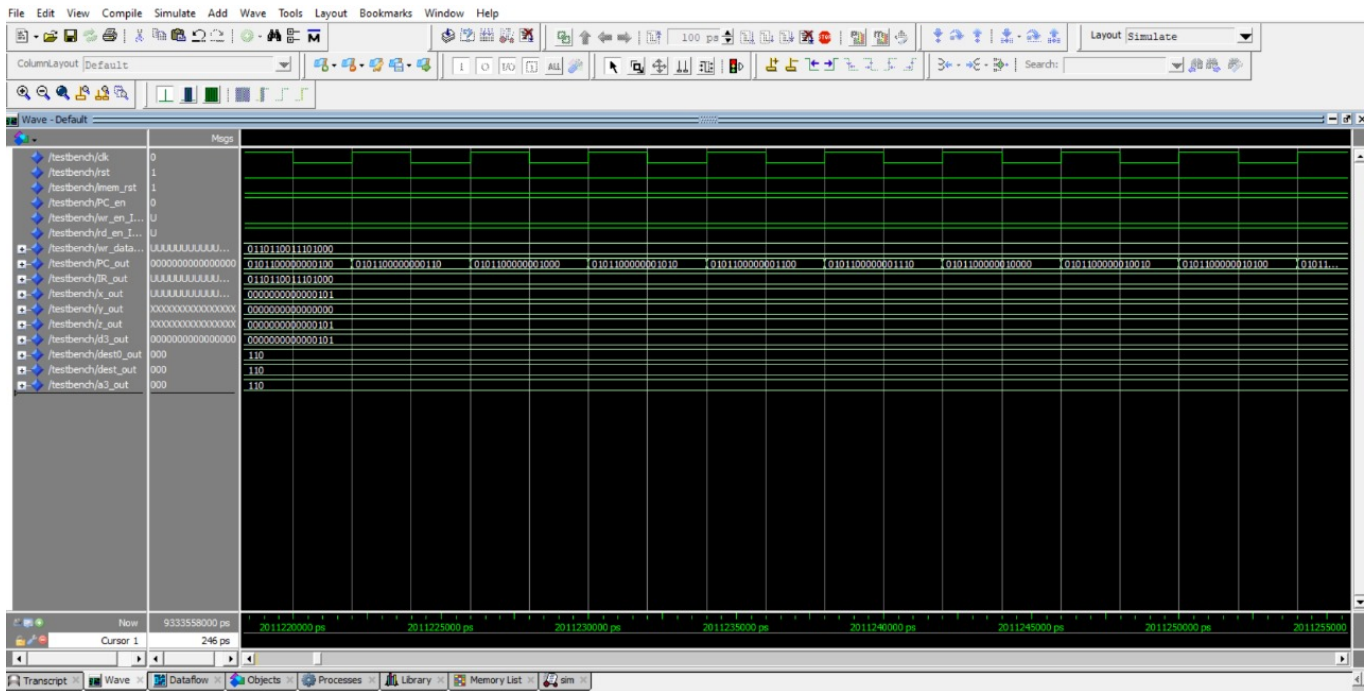 File Edit View Compile Simulate Add Wave Tools Layout Bookmarks Window Help
100 ps Layout Simulate
ColumnLayout Default Search:
Wave - Default
Msgs
/testbench/clk 0
/testbench/rst 1
/testbench/imem_rst 1
/testbench/PC_en 0
/testbench/wr_en_I... U
/testbench/rd_en_I... U
/testbench/wr_data... UUUUUUUUUUU... 0110110011101000
/testbench/PC_out 0000000000000000 0101100000000100 0101100000000110 0101100000001000 0101100000001010 0101100000001100 0101100000001110 0101100000010000 0101100000010010 0101100000010100 01011...
/testbench/IR_out UUUUUUUUUUU... 0110110011101000
/testbench/x_out UUUUUUUUUUU... 0000000000000101
/testbench/y_out XXXXXXXXXXXXXXXX 0000000000000000
/testbench/z_out XXXXXXXXXXXXXXXX 0000000000000101
/testbench/d3_out 0000000000000000 0000000000000101
/testbench/dest0_out 000 110
/testbench/dest_out 000 110
/testbench/a3_out 000 110
Now 9333558000 ps 2011220000 ps 2011225000 ps 2011230000 ps 2011235000 ps 2011240000 ps 2011245000 ps 2011250000 ps 2011255000
Cursor 1 246 ps
Transcript Wave Dataflow Objects Processes Library Memory List sim